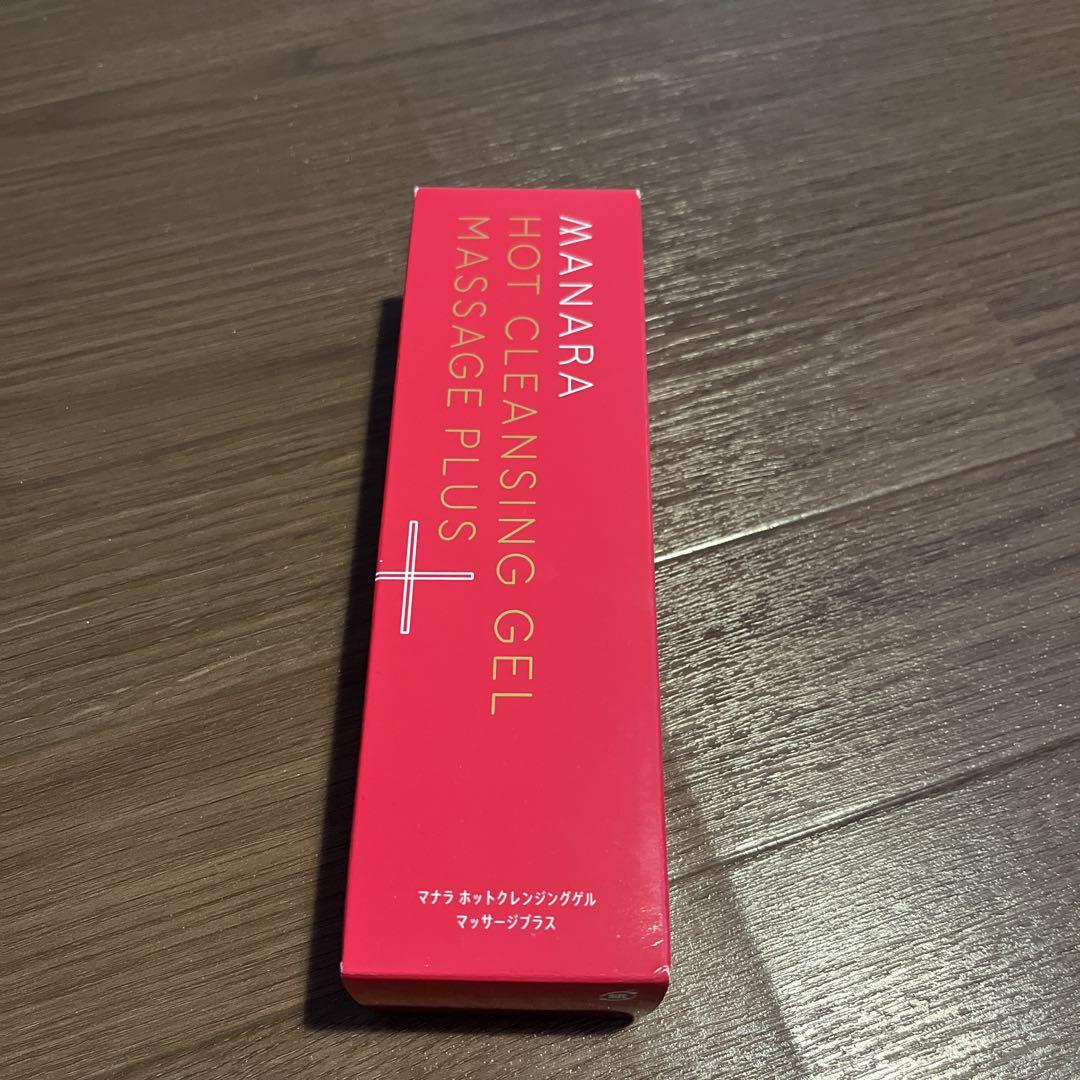 MANARA
HOT CLEANSING GEL
MASSAGE PLUS
マナラ ホットクレンジングゲル
マッサージプラス